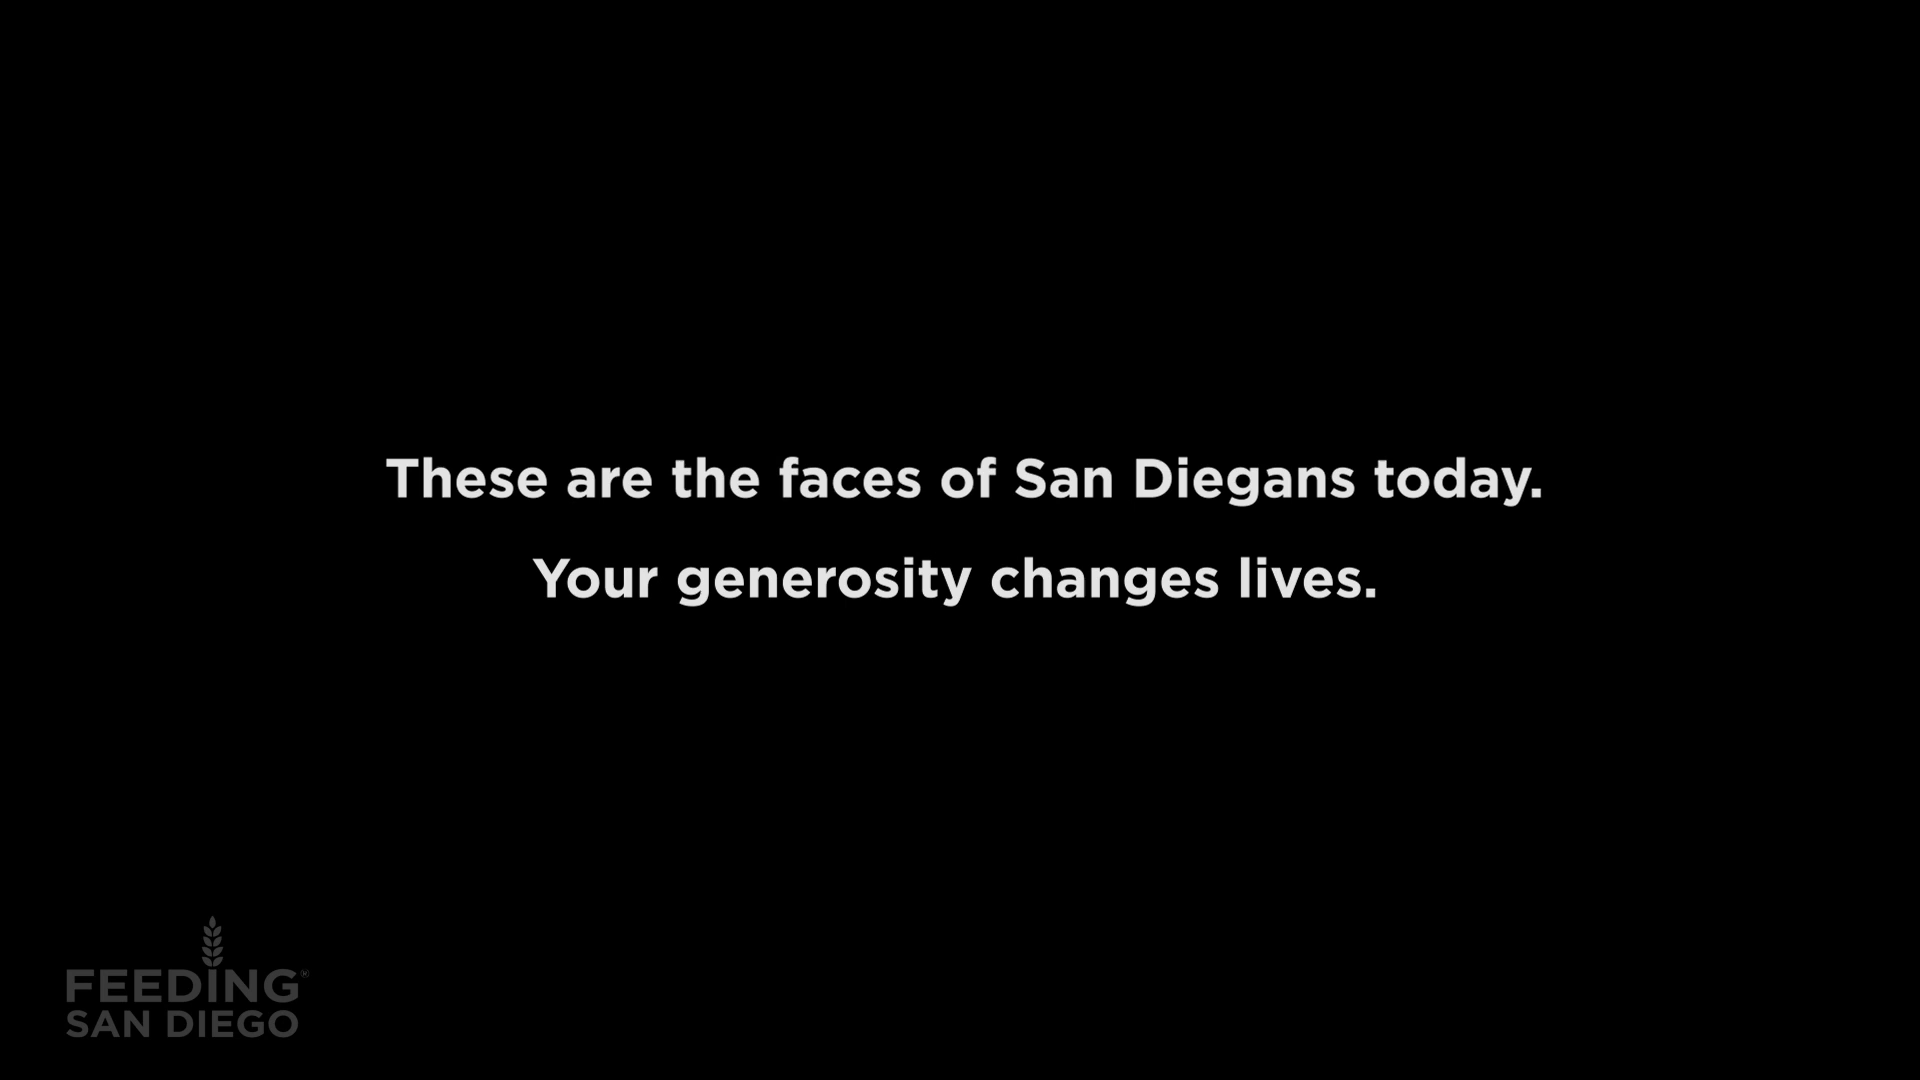 These are the faces of San Diegans today.
Your generosity changes lives.
FEEDING
SAN DIEGO